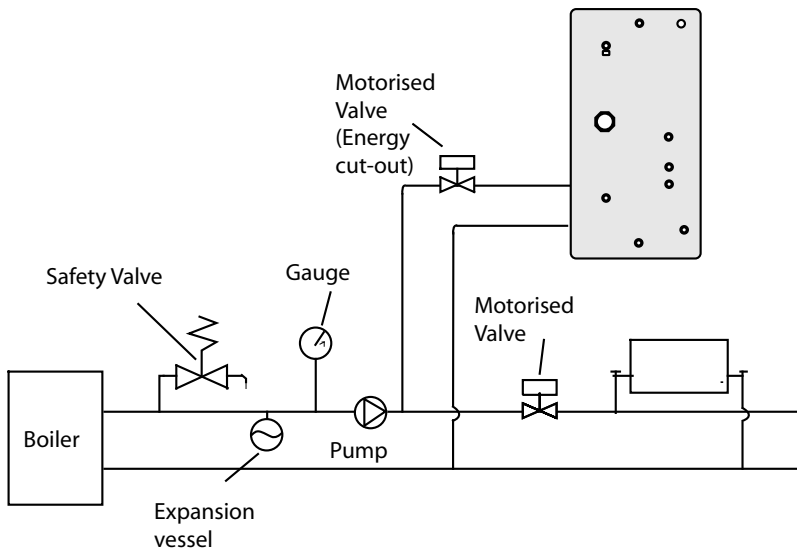 Motorised
Valve
(Energy
cut-out)
Safety Valve
Gauge
Motorised
Valve
Boiler
Pump
Expansion
vessel